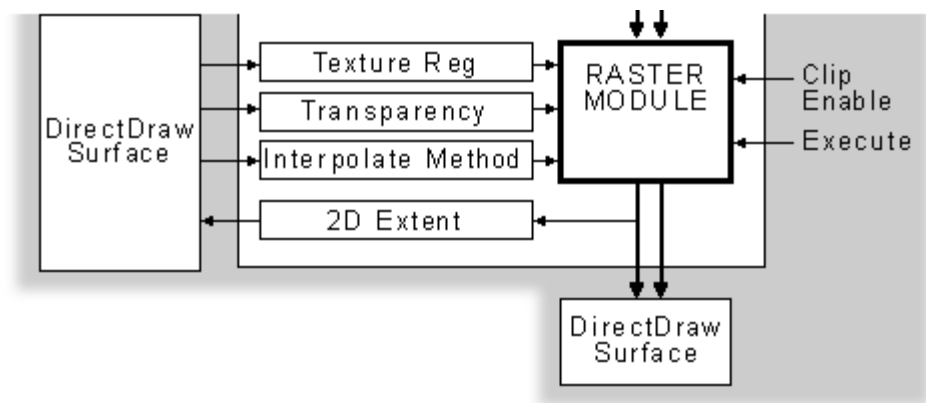 DirectDraw
Surface
Texture Reg
Transparency
Interpolate Method
2D Extent
RASTER
MODULE
Clip
Enable
Execute
DirectDraw
Surface